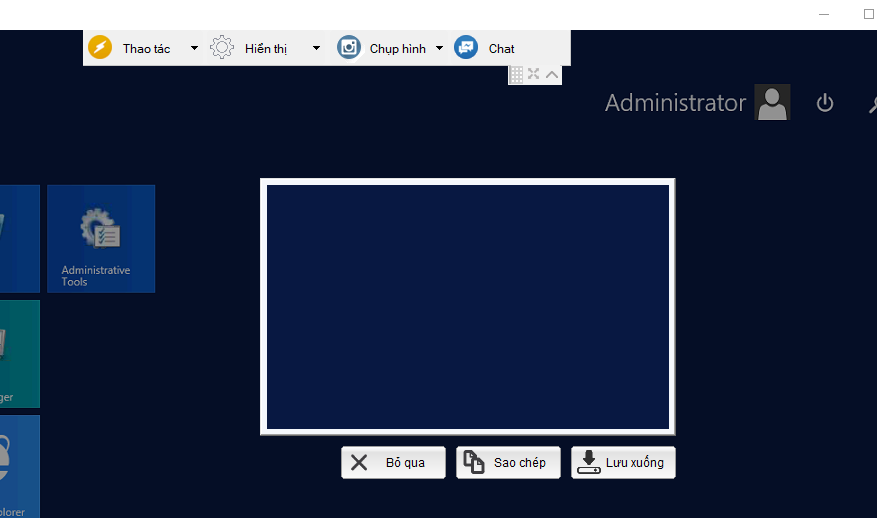 Thao tác
Hiển thị
Chụp hình
Chat
Administrator
Administrative
Tools
ger
plorer
Bỏ qua
Sao chép
Lưu xuống